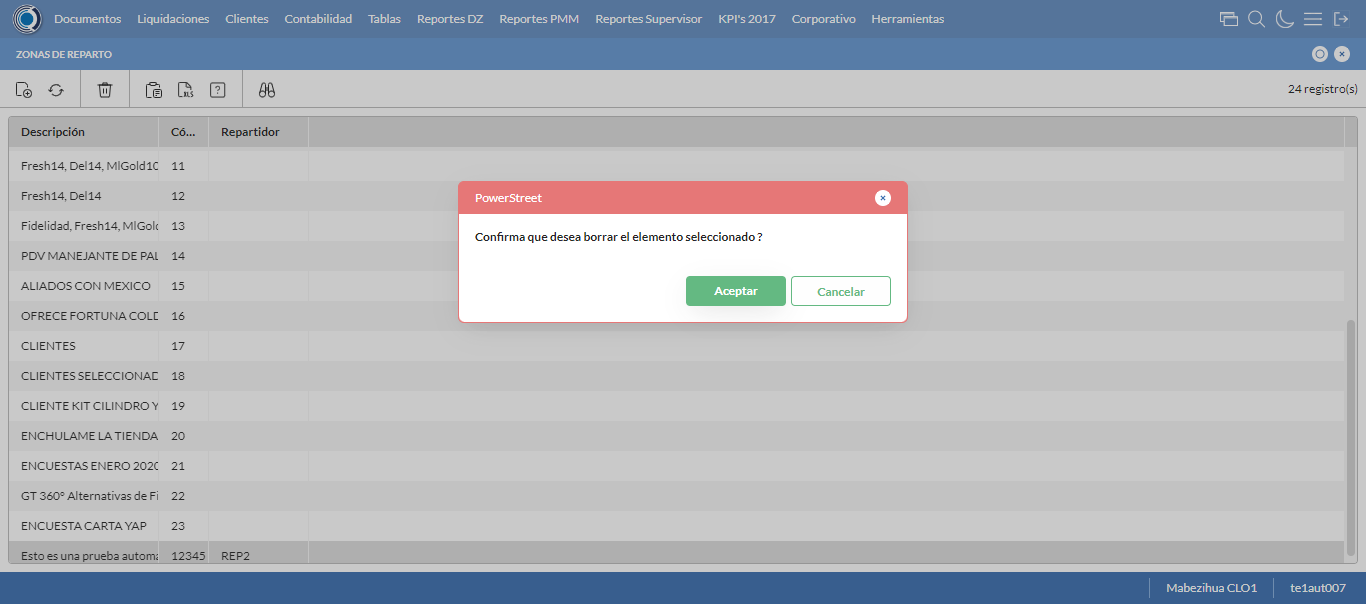 Documentos Liquidaciones Clientes Contabilidad Tablas Reportes DZ Reportes PMM Reportes Supervisor KPI's 2017 Corporativo Herramientas
ZONAS DE REPARTO
XLS ? 24 registro(s)
Descripción Có... Repartidor
Fresh14, Del14, MlGold10 11
Fresh14, Del14 12
Fidelidad, Fresh14, MlGol 13
PDV MANEJANTE DE PAL 14
ALIADOS CON MEXICO 15
OFRECE FORTUNA COLD 16
CLIENTES 17
CLIENTES SELECCIONAD 18
CLIENTE KIT CILINDRO Y 19
ENCHULAME LA TIENDA 20
ENCUESTAS ENERO 2020 21
GT 360° Alternativas de Fi 22
ENCUESTA CARTA YAP 23
Esto es una prueba automa 12345 REP2
PowerStreet
Confirma que desea borrar el elemento seleccionado ?
Aceptar Cancelar
Mabezihua CLO1 te1aut007